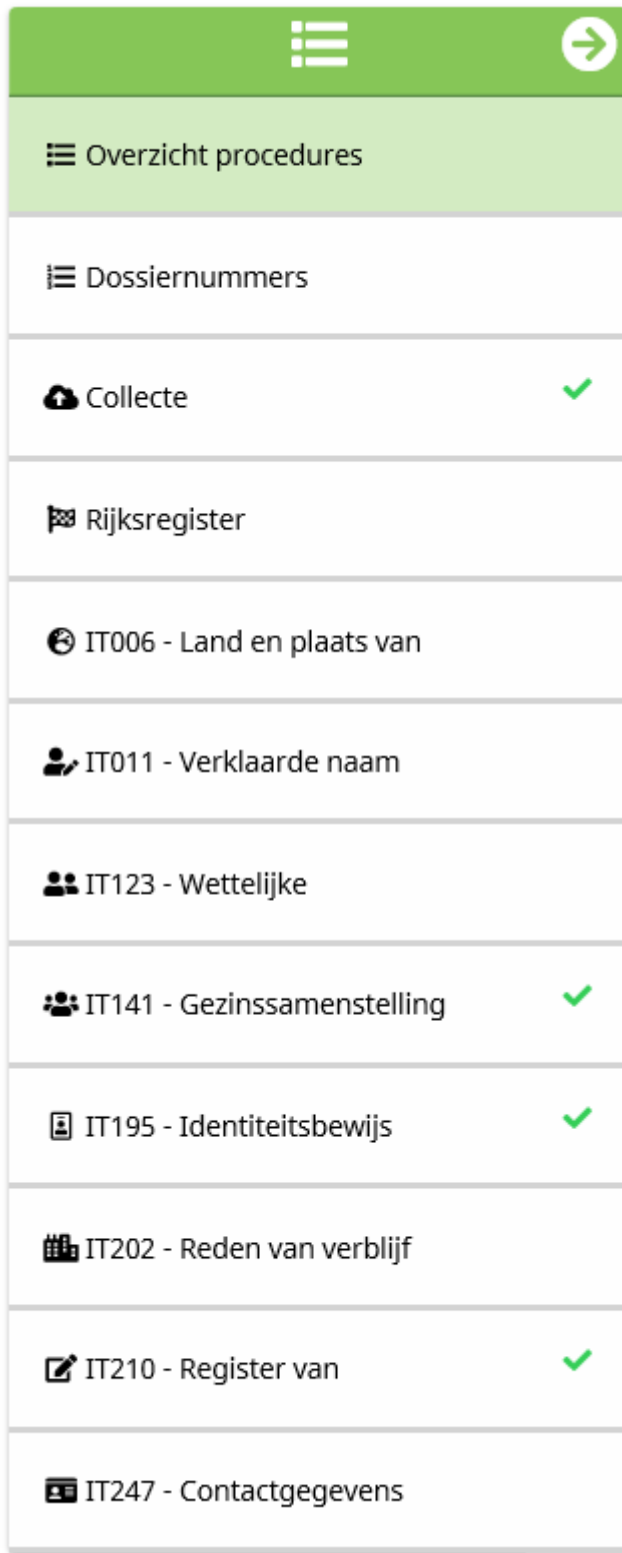 Overzicht procedures
Dossiernummers
Collecte
Rijksregister
IT006 - Land en plaats van
IT011 - Verklaarde naam
IT123 - Wettelijke
IT141 - Gezinssamenstelling
IT195 - Identiteitsbewijs
IT202 - Reden van verblijf
IT210 - Register van
IT247 - Contactgegevens